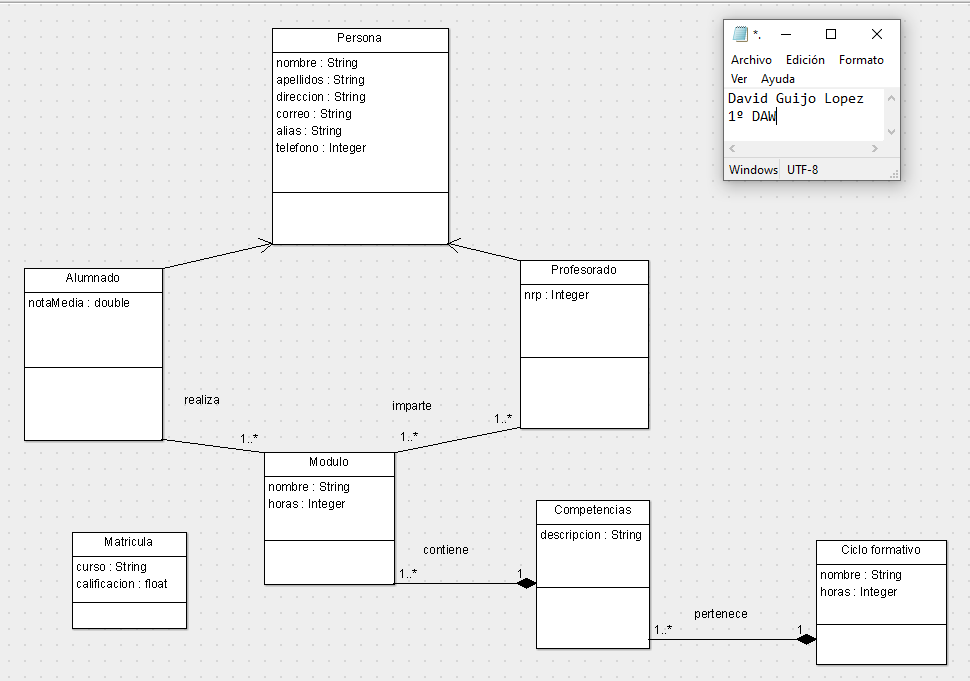 Persona
nombre : String
apellidos : String
direccion : String
correo : String
alias : String
telefono : Integer
*.
Archivo Edición Formato
Ver Ayuda
David Guijo Lopez
1º DAW
Windows UTF-8
Alumnado
notaMedia : double
Profesorado
nrp : Integer
realiza
1..*
imparte
1..*
1..*
Modulo
nombre : String
horas : Integer
Matricula
curso : String
calificacion : float
contiene
1..*
1
Competencias
descripcion : String
pertenece
1..*
1
Ciclo formativo
nombre : String
horas : Integer